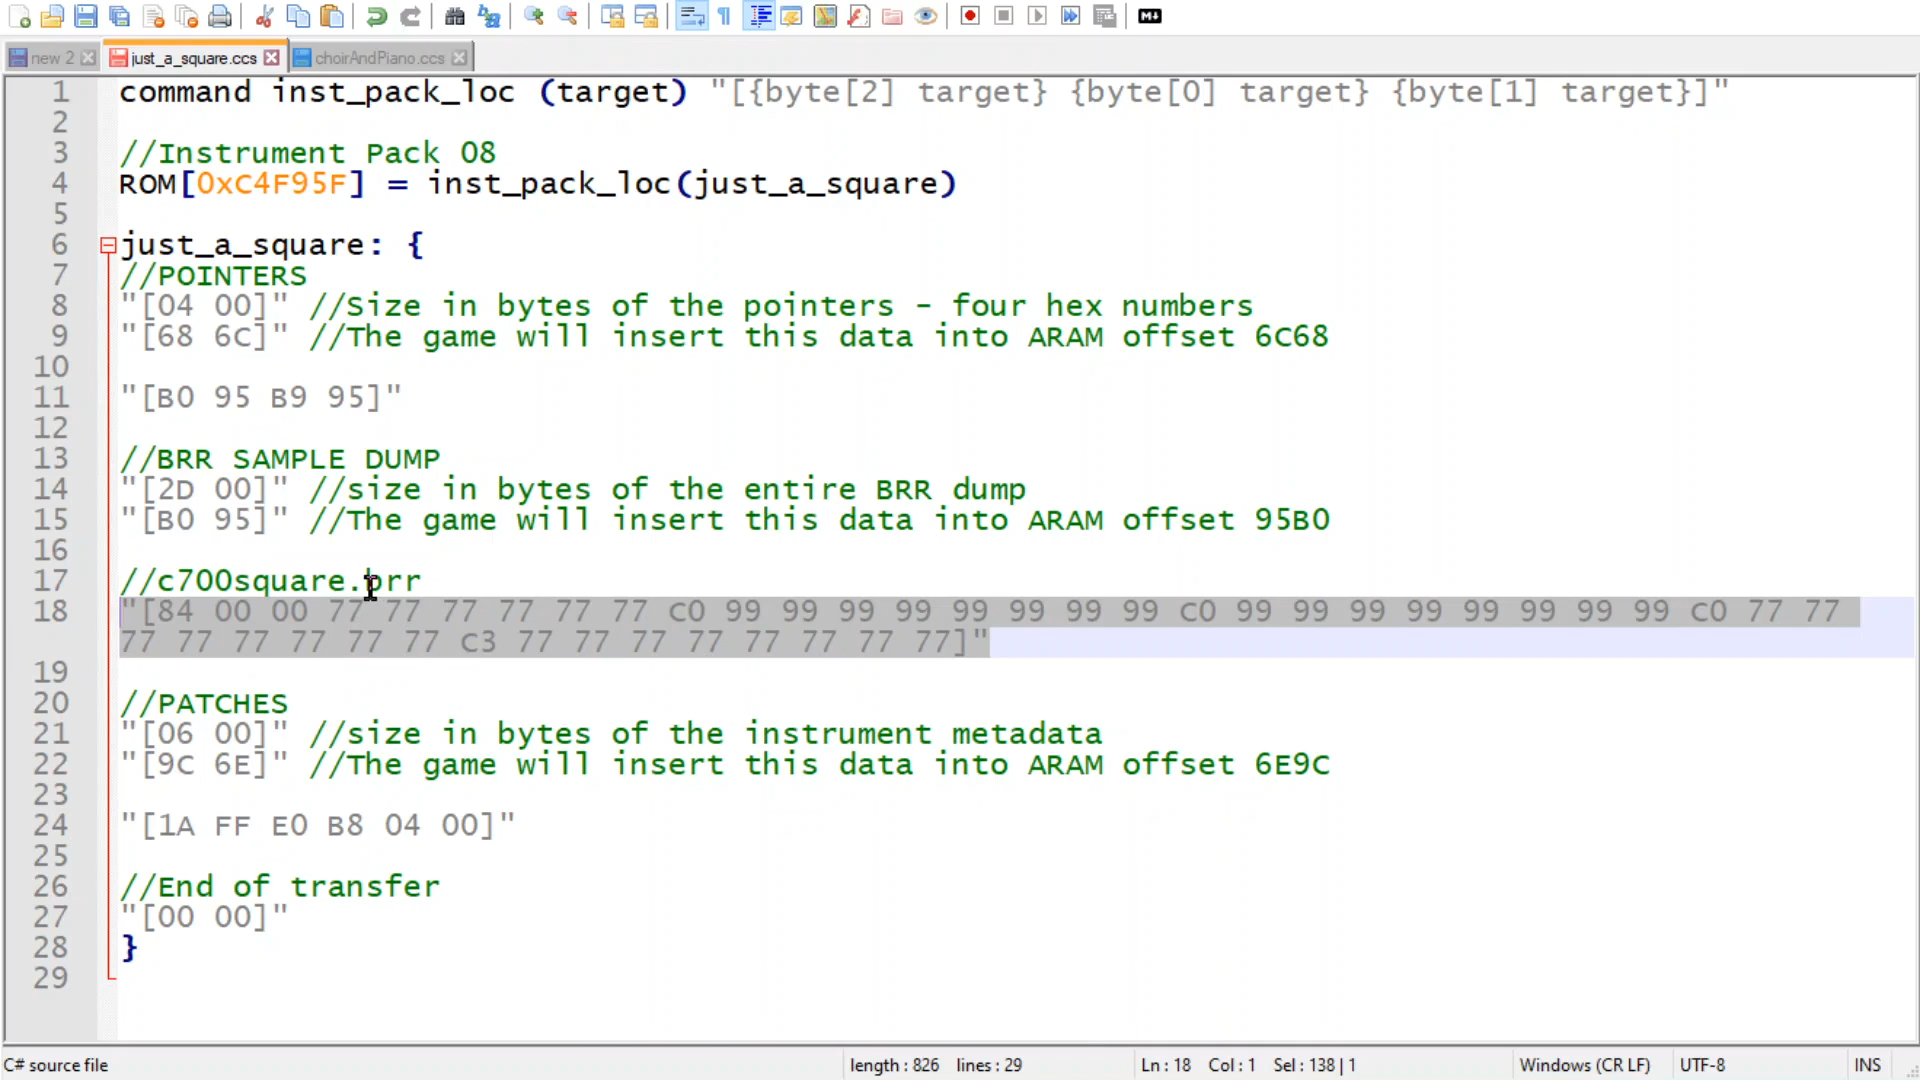 new 2
just_a_square.ccs
choirAndPiano.ccs
1 command inst_pack_loc (target) "[{byte[2] target} {byte[0] target} {byte[1] target}]"
2
3 //Instrument Pack 08
4 ROM[0xC4F95F] = inst_pack_loc(just_a_square)
5
6 just_a_square: {
7 //POINTERS
8 "[04 00]" //Size in bytes of the pointers - four hex numbers
9 "[68 6C]" //The game will insert this data into ARAM offset 6C68
10
11 "[B0 95 B9 95]"
12
13 //BRR SAMPLE DUMP
14 "[2D 00]" //size in bytes of the entire BRR dump
15 "[B0 95]" //The game will insert this data into ARAM offset 95B0
16
17 //c700square.brr
18 "[84 00 00 77 77 77 77 77 77 C0 99 99 99 99 99 99 99 99 C0 99 99 99 99 99 99 99 99 C0 77 77
77 77 77 77 77 77 C3 77 77 77 77 77 77 77 77]"
19
20 //PATCHES
21 "[06 00]" //size in bytes of the instrument metadata
22 "[9C 6E]" //The game will insert this data into ARAM offset 6E9C
23
24 "[1A FF E0 B8 04 00]"
25
26 //End of transfer
27 "[00 00]"
28 }
29
C# source file
length : 826 lines : 29
Ln : 18 Col : 1 Sel : 138 | 1
Windows (CR LF)
UTF-8
INS